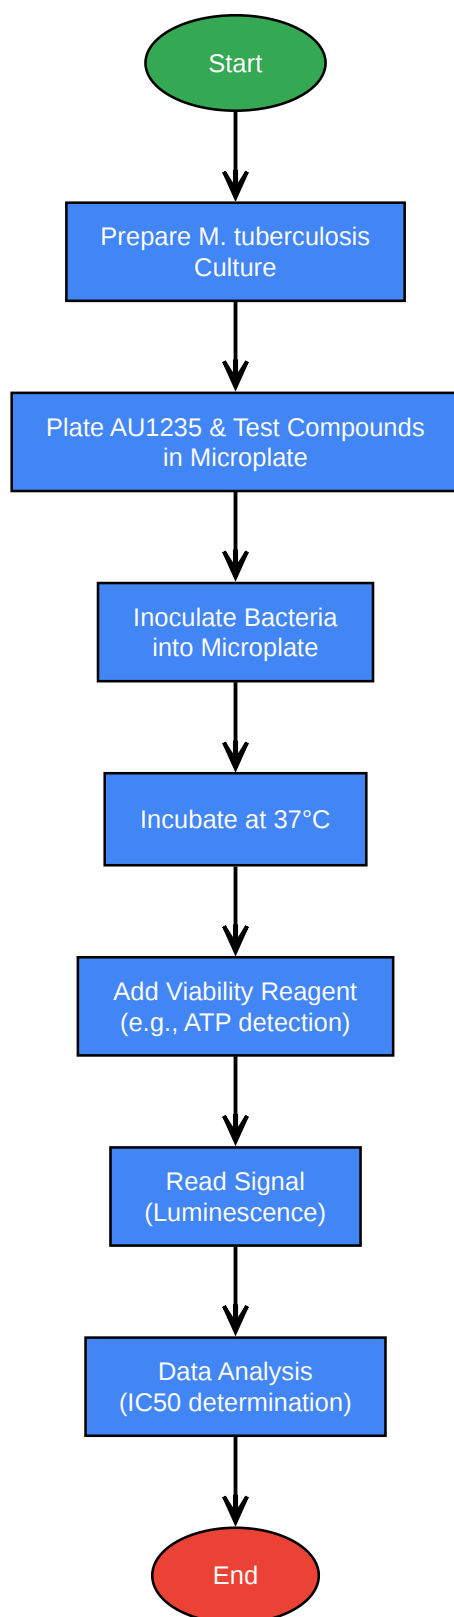 Start
Prepare M. tuberculosis
Culture
Plate AU1235 & Test Compounds
in Microplate
Inoculate Bacteria
into Microplate
Incubate at 37°C
Add Viability Reagent
(e.g., ATP detection)
Read Signal
(Luminescence)
Data Analysis
(IC50 determination)
End